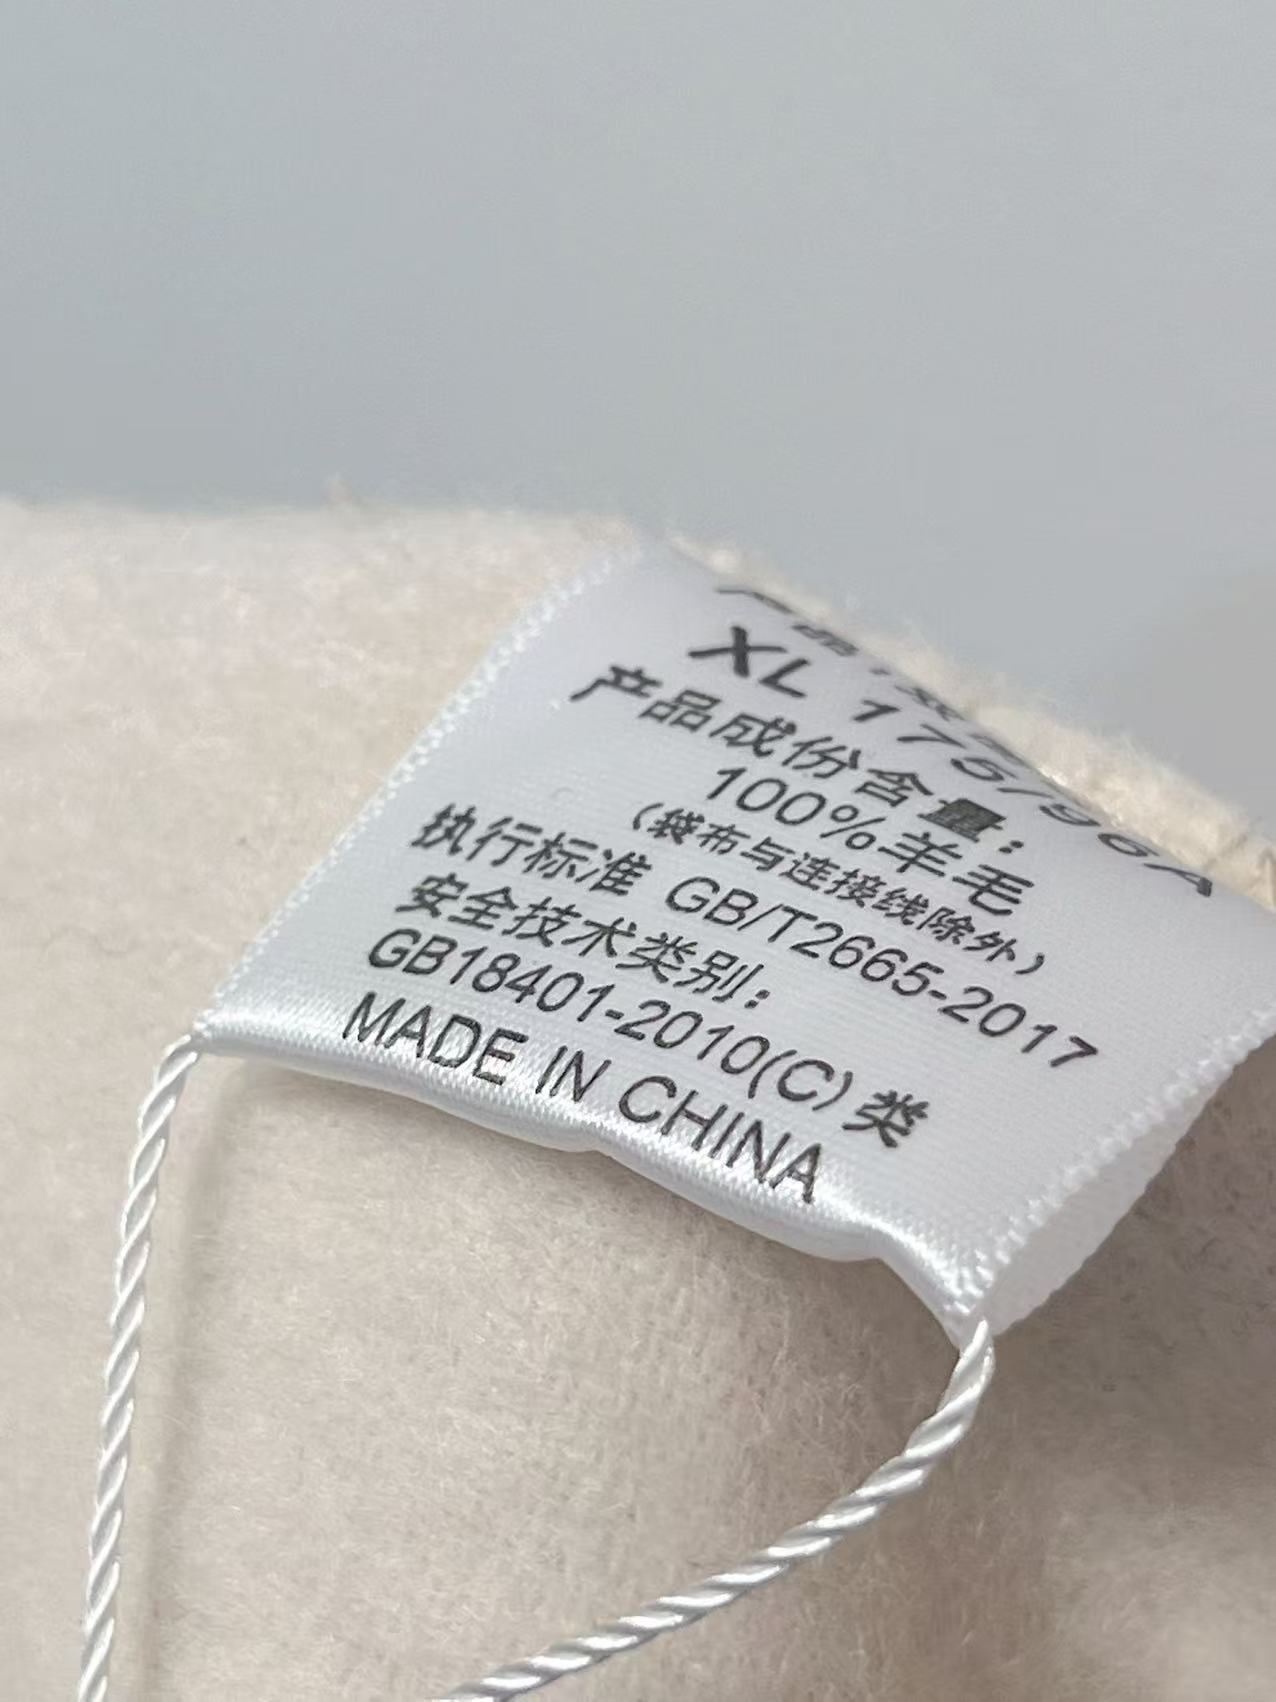 XL 175/96A
产品成份含量：
100%羊毛
（袋布与连接线除外）
执行标准 GB/T2665-2017
安全技术类别：
GB18401-2010(C)类
MADE IN CHINA